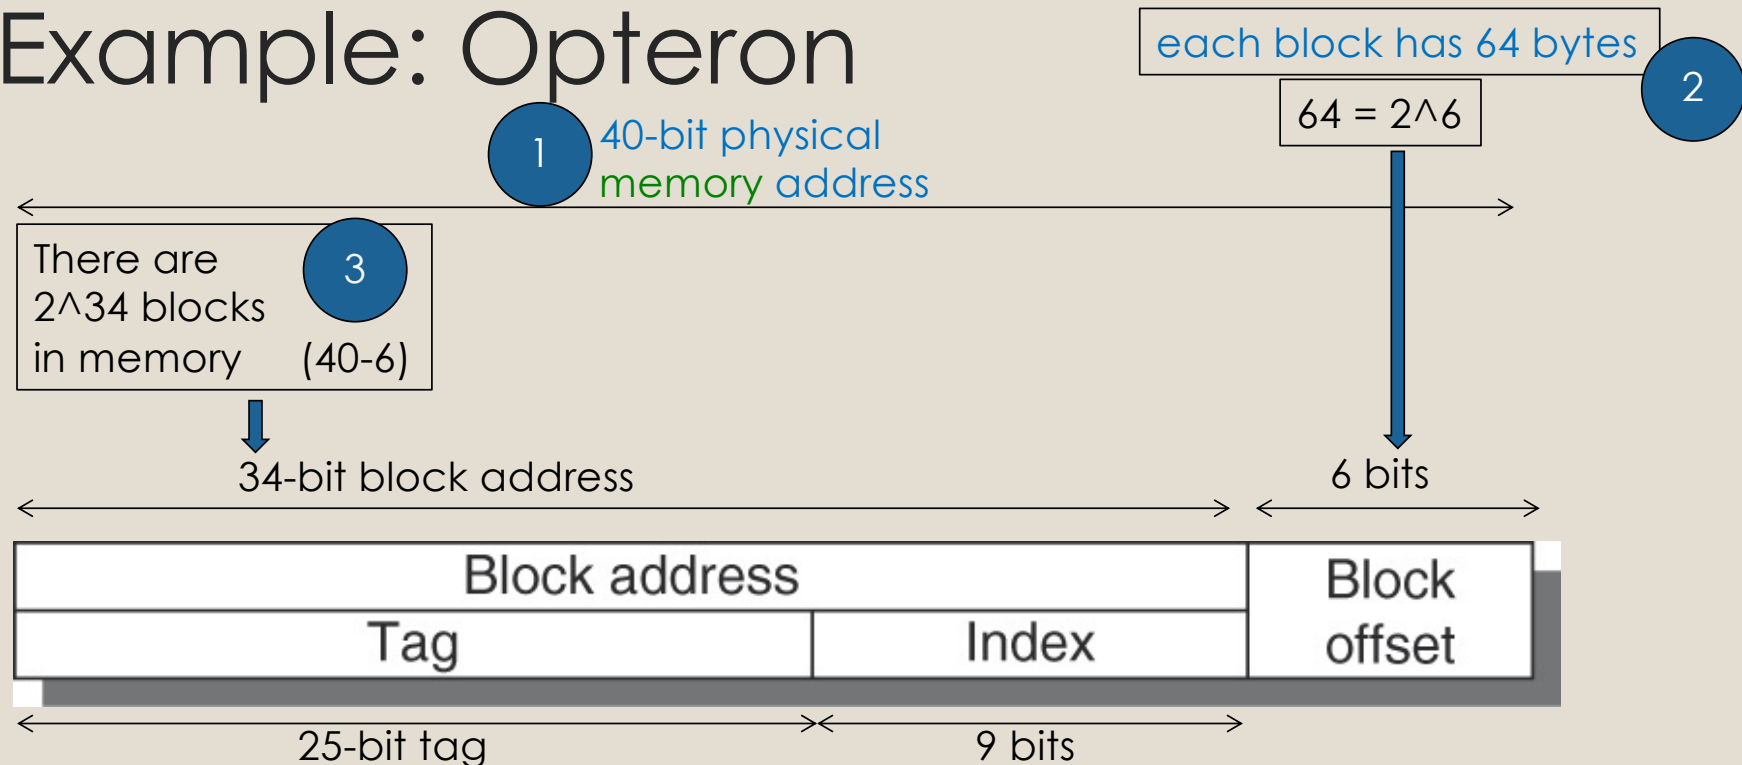 Example: Opteron
each block has 64 bytes
2
64 = 2^6
1
40-bit physical
memory address
There are
3
2^34 blocks
in memory (40-6)
34-bit block address
6 bits
Block address
Block
offset
Tag
Index
25-bit tag
9 bits